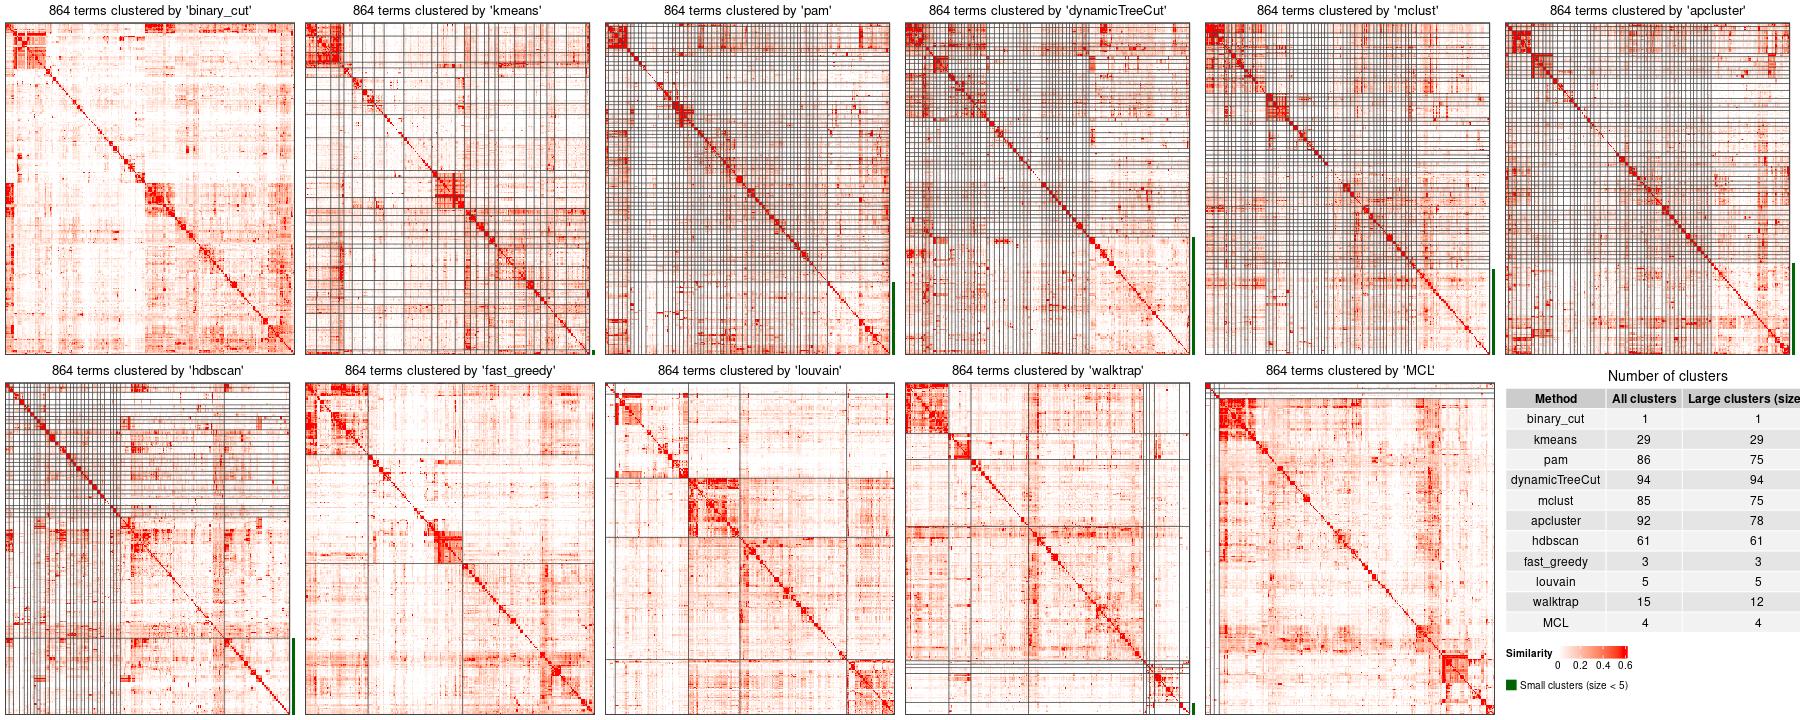 864 terms clustered by 'binary_cut'
864 terms clustered by 'kmeans'
864 terms clustered by 'pam'
864 terms clustered by 'dynamicTreeCut'
864 terms clustered by 'mclust'
864 terms clustered by 'apcluster'
864 terms clustered by 'hdbscan'
864 terms clustered by 'fast_greedy'
864 terms clustered by 'louvain'
864 terms clustered by 'walktrap'
864 terms clustered by 'MCL'
Number of clusters
Method All clusters Large clusters (size
binary_cut 1 1
kmeans 29 29
pam 86 75
dynamicTreeCut 94 94
mclust 85 75
apcluster 92 78
hdbscan 61 61
fast_greedy 3 3
louvain 5 5
walktrap 15 12
MCL 4 4
Similarity
0 0.2 0.4 0.6
Small clusters (size < 5)